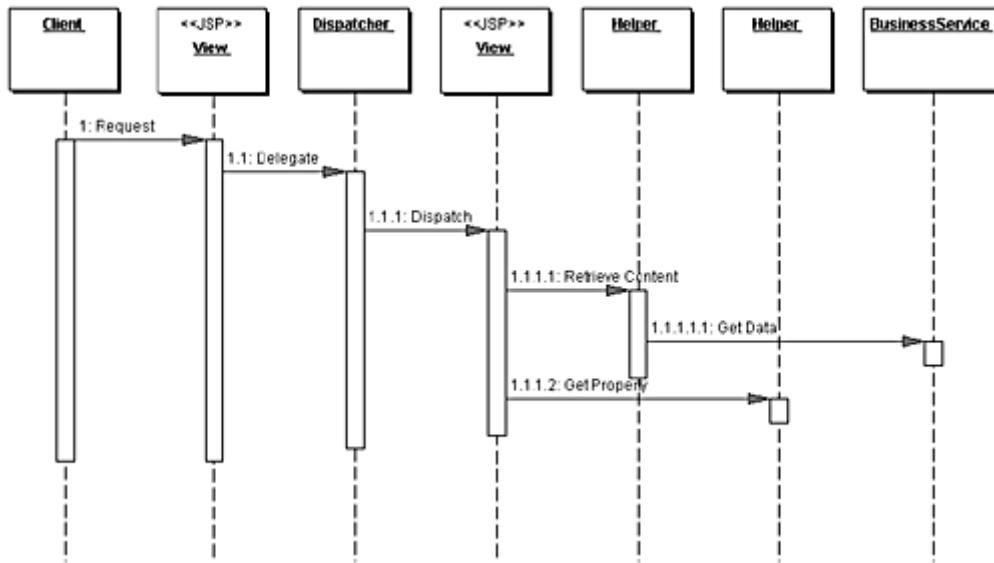 Client
<<JSP>>
View
Dispatcher
<<JSP>>
View
Helper
Helper
BusinessService
1: Request
1.1: Delegate
1.1.1: Dispatch
1.1.1.1: Retrieve Content
1.1.1.1.1: Get Data
1.1.1.2: Get Propery